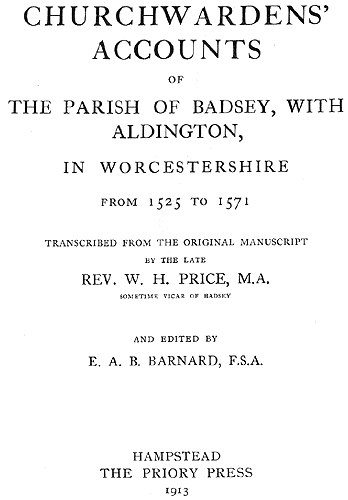 CHURCHWARDENS'
ACCOUNTS
OF
THE PARISH OF BADSEY, WITH
ALDINGTON,
IN WORCESTERSHIRE
FROM 1525 TO 1571
TRANSCRIBED FROM THE ORIGINAL MANUSCRIPT
BY THE LATE
REV. W. H. PRICE, M.A.
SOMETIME VICAR OF BADSEY
AND EDITED BY
E. A. B. BARNARD, F.S.A.
HAMPSTEAD
THE PRIORY PRESS
1913